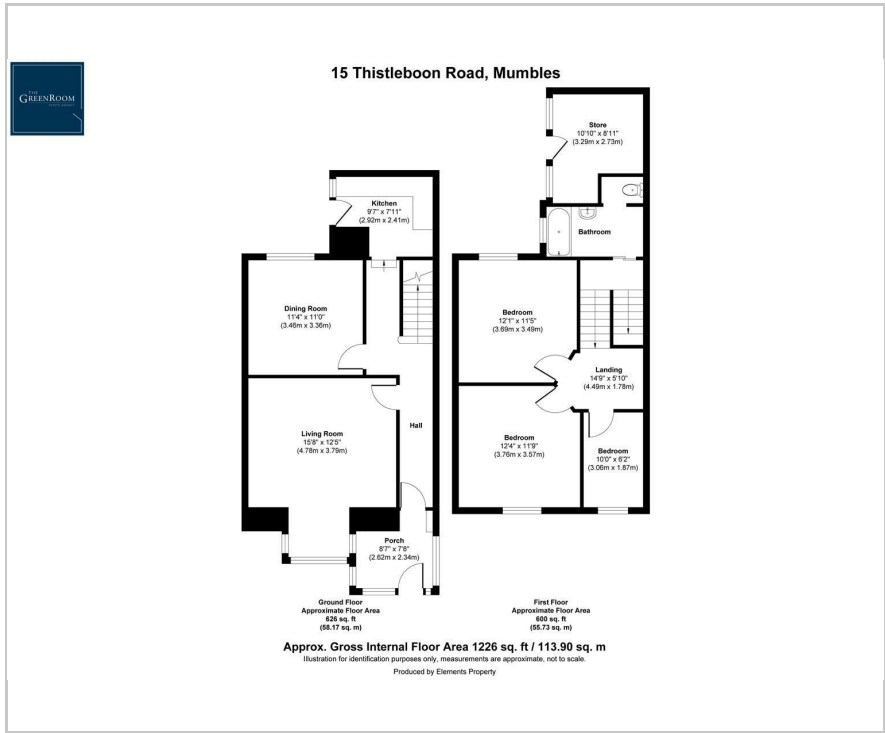 15 Thistleboon Road, Mumbles
THE
GREENROOM
ESTATE AGENCY
Store
10'10" x 8'11"
(3.29m x 2.73m)
Kitchen
9'7" x 7'11"
(2.92m x 2.41m)
Bathroom
Dining Room
11'4" x 11'0"
(3.46m x 3.36m)
Bedroom
12'1" x 11'5"
(3.69m x 3.49m)
Landing
14'9" x 5'10"
(4.49m x 1.78m)
Living Room
15'8" x 12'5"
(4.78m x 3.79m)
Hall
Bedroom
12'4" x 11'9"
(3.76m x 3.57m)
Bedroom
10'0" x 6'2"
(3.06m x 1.87m)
Porch
8'7" x 7'8"
(2.62m x 2.34m)
Ground Floor
Approximate Floor Area
626 sq. ft
(58.17 sq. m)
First Floor
Approximate Floor Area
600 sq. ft
(55.73 sq. m)
Approx. Gross Internal Floor Area 1226 sq. ft / 113.90 sq. m
Illustration for identification purposes only, measurements are approximate, not to scale.
Produced by Elements Property